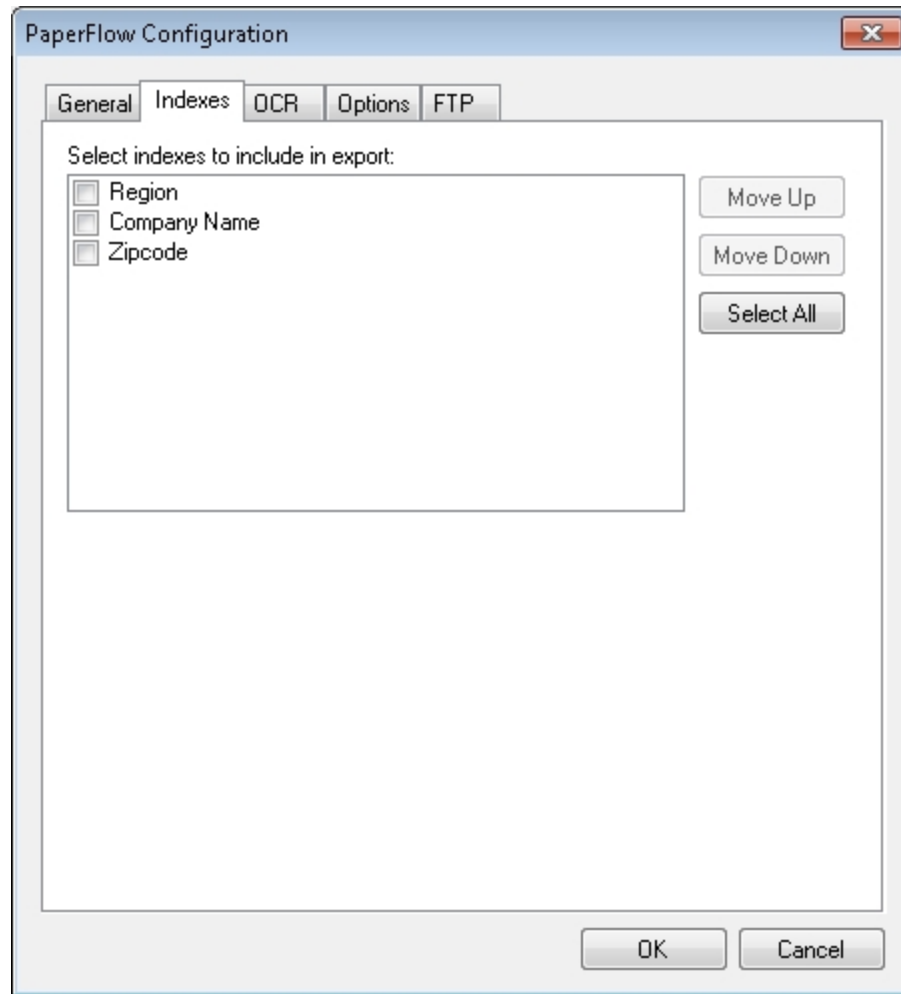 PaperFlow Configuration
General Indexes OCR Options FTP
Select indexes to include in export:
Region
Company Name
Zipcode
Move Up
Move Down
Select All
OK Cancel